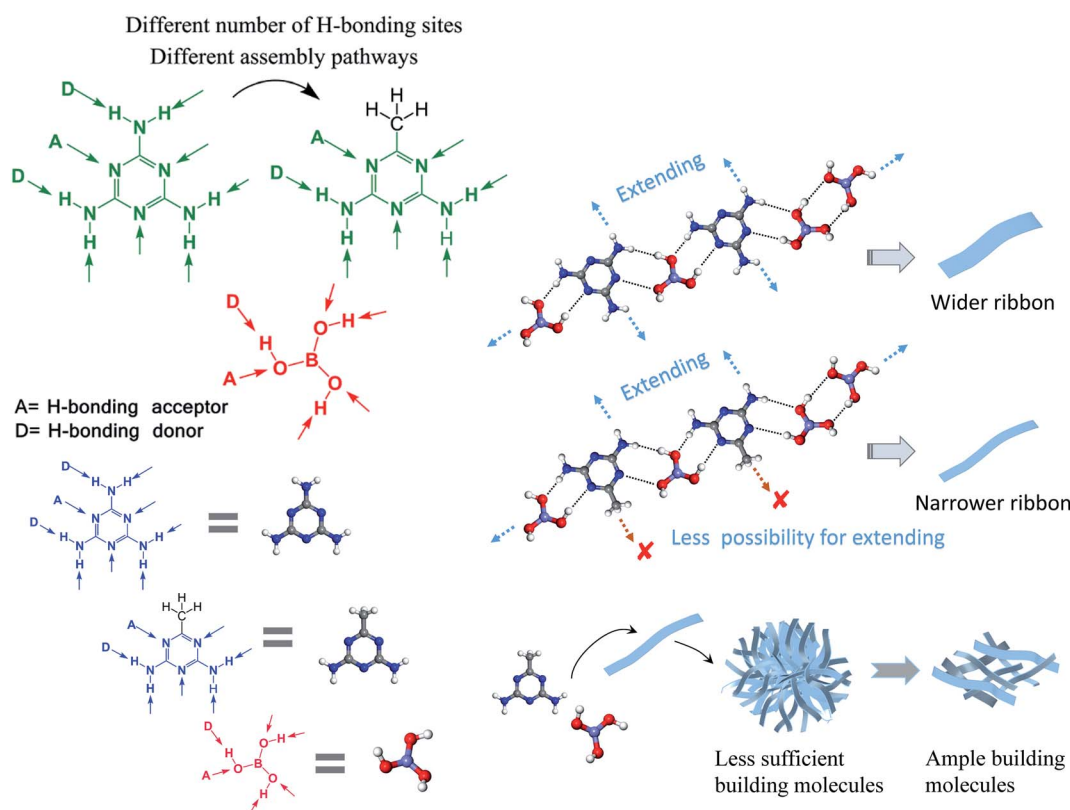 Different number of H-bonding sites
Different assembly pathways
D
H
H
N
A
N
N
D
H
N
N
N
H
H
H
H
H
H
C
A
N
N
D
H
N
N
N
H
H
H
D
H
O
H
O
B
A
O
H
A= H-bonding acceptor
D= H-bonding donor
Extending
Wider ribbon
Extending
Less possibility for extending
Narrower ribbon
D
H
H
N
A
N
N
D
H
N
N
N
H
H
H
=
H
H
H
C
A
N
N
D
H
N
N
N
H
H
H
=
D
H
O
H
O
B
A
O
H
=
Less sufficient
building molecules
Ample building
molecules